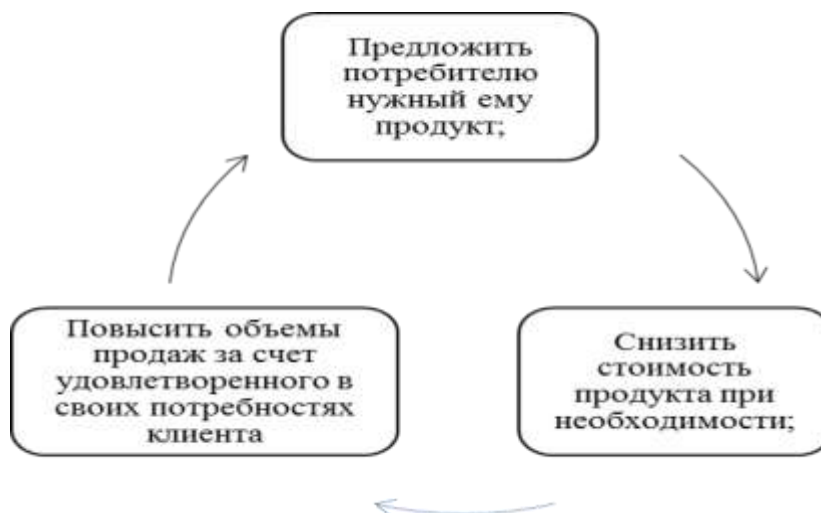 Предложить
потребителю
нужный ему
продукт;
Снизить
стоимость
продукта при
необходимости;
Повысить объемы
продаж за счет
удовлетворенного в
своих потребностях
клиента